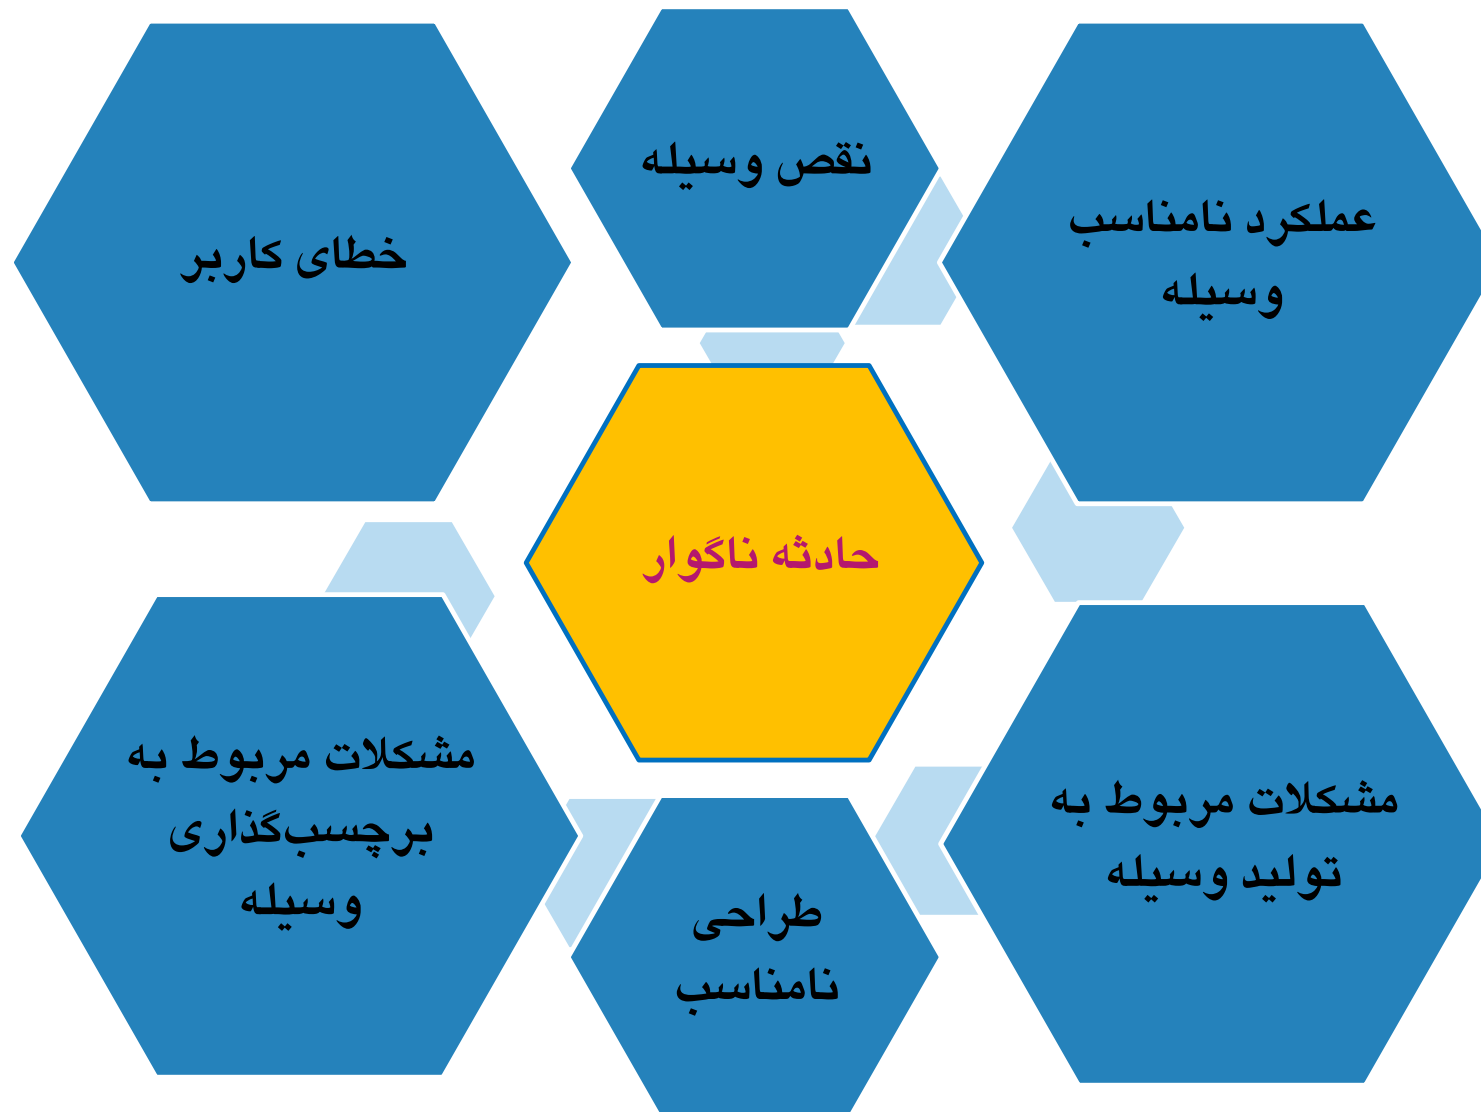 نقص وسیله
عملکرد نامناسب
وسیله
خطای کاربر
حادثه ناگوار
مشکلات مربوط به
تولید وسیله
مشکلات مربوط به
برچسب‌گذاری
وسیله
طراحی
نامناسب